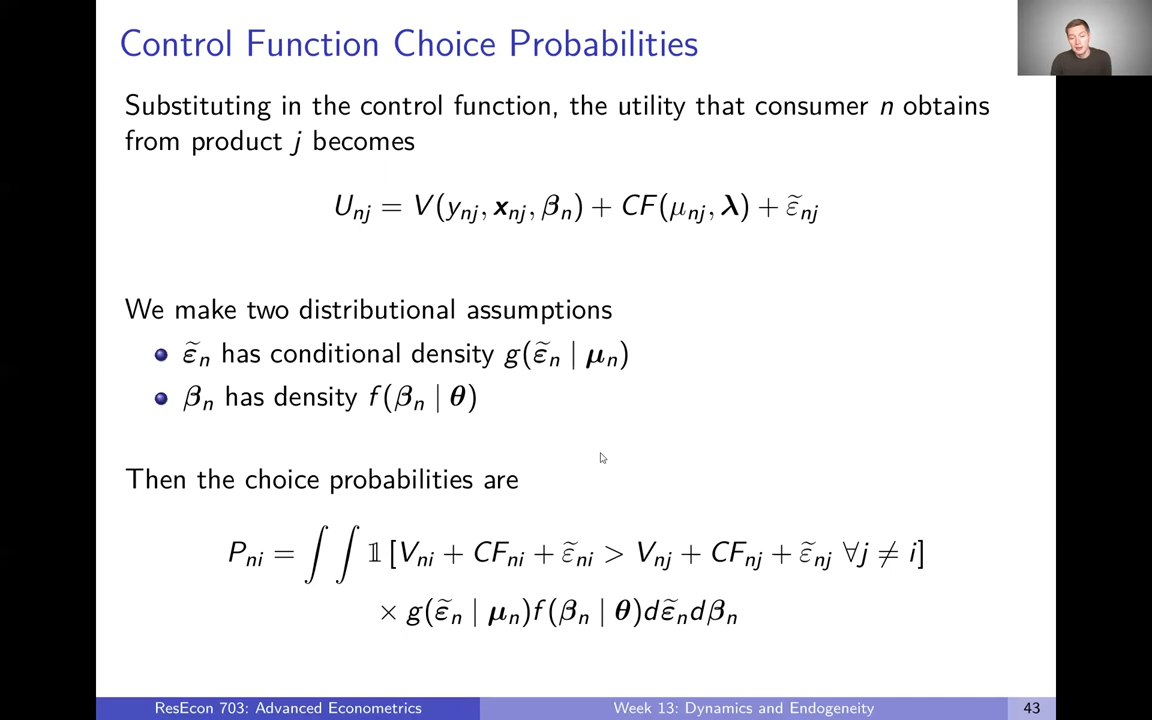 Control Function Choice Probabilities
Substituting in the control function, the utility that consumer n obtains
from product j becomes
U_{nj} = V(y_{nj}, x_{nj}, β_n) + CF(μ_{nj}, λ) + ε̃_{nj}
We make two distributional assumptions
ε̃_n has conditional density g(ε̃_n | μ_n)
β_n has density f(β_n | θ)
Then the choice probabilities are
P_{ni} = ∫ ∫ 𝟙 [V_{ni} + CF_{ni} + ε̃_{ni} > V_{nj} + CF_{nj} + ε̃_{nj} ∀j ≠ i]
× g(ε̃_n | μ_n)f(β_n | θ)dε̃_ndβ_n
ResEcon 703: Advanced Econometrics
Week 13: Dynamics and Endogeneity
43